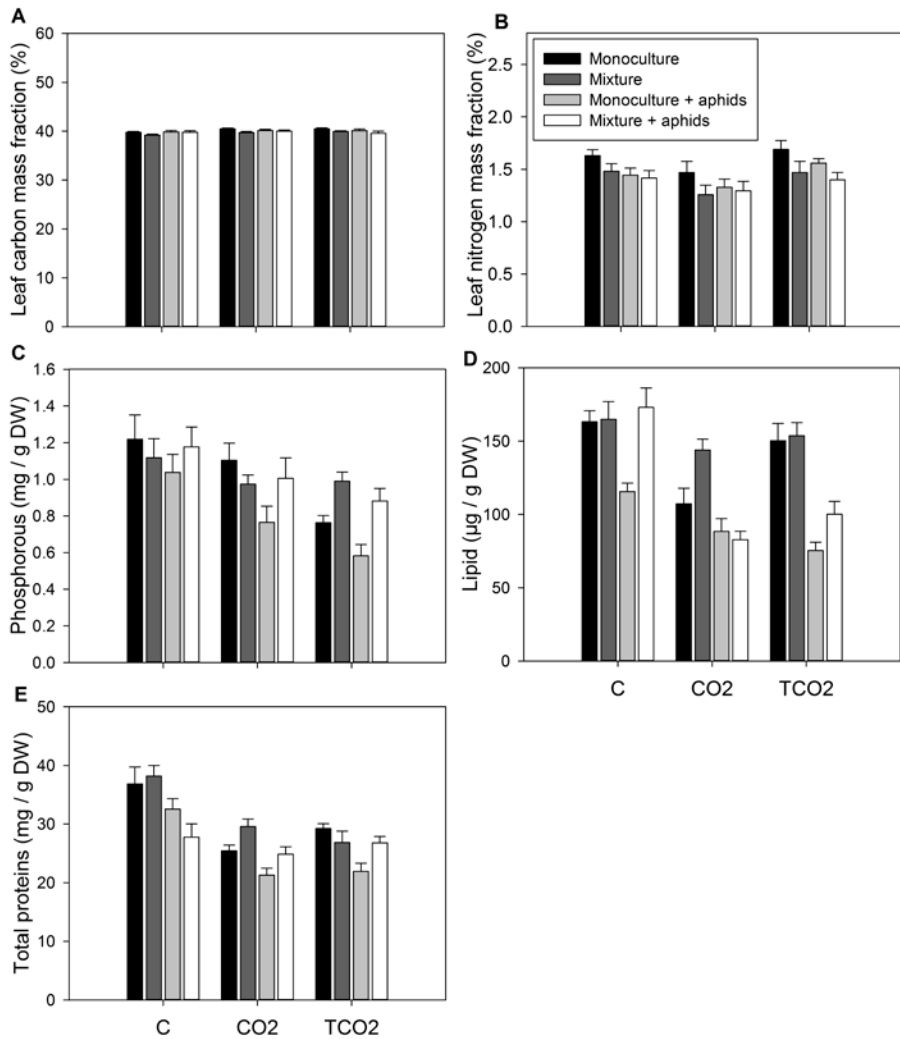 A
Leaf carbon mass fraction (%)
60
50
40
30
20
10
0
B
Leaf nitrogen mass fraction (%)
2.5
2.0
1.5
1.0
0.5
0.0
Monoculture
Mixture
Monoculture + aphids
Mixture + aphids
C
Phosphorous (mg / g DW)
1.6
1.4
1.2
1.0
0.8
0.6
0.4
0.2
0.0
D
Lipid (µg / g DW)
200
150
100
50
0
C CO2 TCO2
E
Total proteins (mg / g DW)
50
40
30
20
10
0
C CO2 TCO2